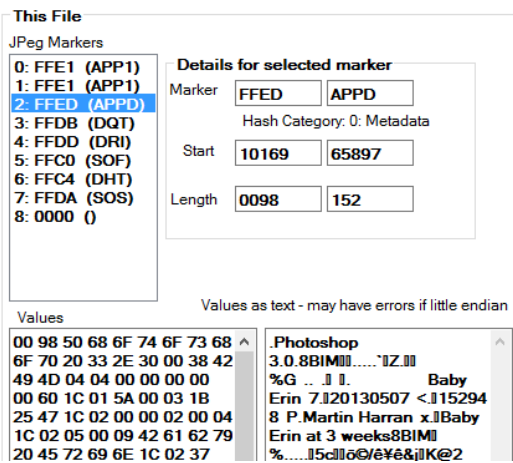 This File
JPeg Markers
0: FFE1 (APP1)
1: FFE1 (APP1)
2: FFED (APPD)
3: FFDB (DQT)
4: FFDD (DRI)
5: FFC0 (SOF)
6: FFC4 (DHT)
7: FFDA (SOS)
8: 0000 ()
Details for selected marker
Marker FFED APPD
Hash Category: 0: Metadata
Start 10169 65897
Length 0098 152
Values
00 98 50 68 6F 74 6F 73 68
6F 70 20 33 2E 30 00 38 42
49 4D 04 04 00 00 00 00
00 60 1C 01 5A 00 03 1B
25 47 1C 02 00 00 02 00 04
1C 02 05 00 09 42 61 62 79
20 45 72 69 6E 1C 02 37
Values as text - may have errors if little endian
.Photoshop
3.0.8BIM.....`Z.
%G .. . . Baby
Erin 7.20130507 <.15294
8 P.Martin Harran x.Baby
Erin at 3 weeks8BIM
%.....5cõ©/ê¥ê&jK@2